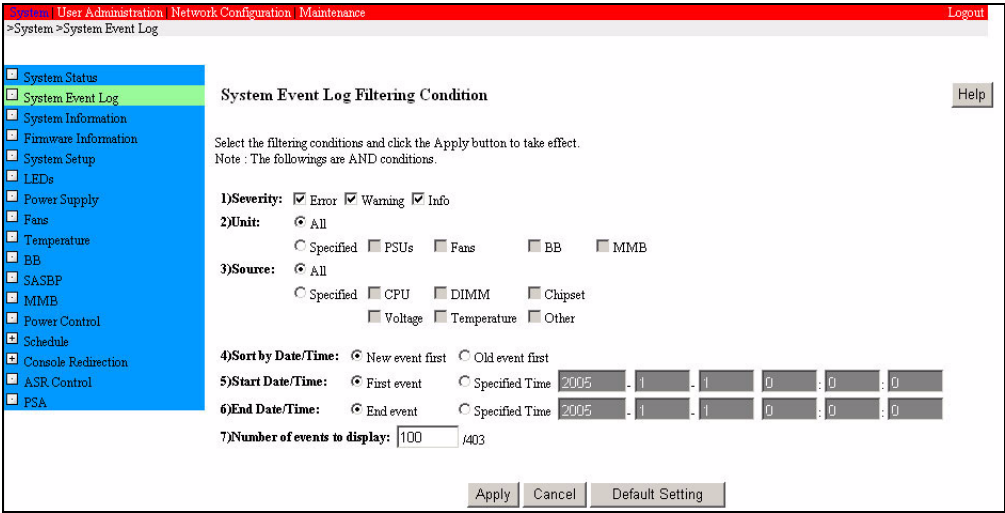 System | User Administration | Network Configuration | Maintenance Logout
>System >System Event Log
System Status
System Event Log
System Information
Firmware Information
System Setup
LEDs
Power Supply
Fans
Temperature
BB
SASBP
MMB
Power Control
Schedule
Console Redirection
ASR Control
PSA
System Event Log Filtering Condition
Help
Select the filtering conditions and click the Apply button to take effect.
Note : The followings are AND conditions.
1)Severity: Error Warning Info
2)Unit: All
Specified PSUs Fans BB MMB
3)Source: All
Specified CPU DIMM Chipset
Voltage Temperature Other
4)Sort by Date/Time: New event first Old event first
5)Start Date/Time: First event Specified Time 2005 - 1 - 1 0 : 0 : 0
6)End Date/Time: End event Specified Time 2005 - 1 - 1 0 : 0 : 0
7)Number of events to display: 100 /403
Apply Cancel Default Setting